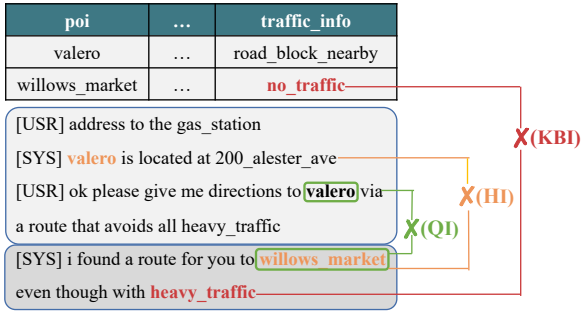 poi … traffic_info
valero … road_block_nearby
willows_market … no_traffic
[USR] address to the gas_station
✗(KBI)
[SYS] valero is located at 200_alester_ave
[USR] ok please give me directions to valero via
✗(HI)
a route that avoids all heavy_traffic
✗(QI)
[SYS] i found a route for you to willows_market
even though with heavy_traffic